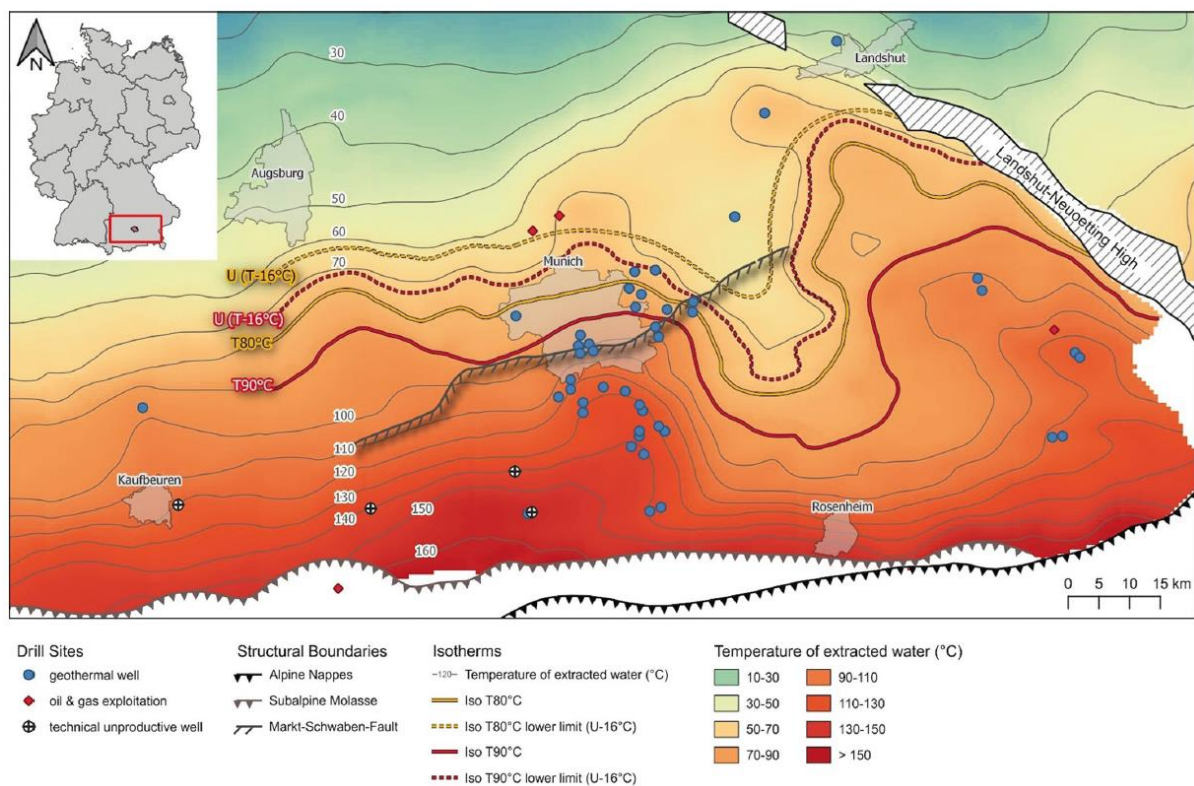 N
30
Landshut
40
Augsburg
Landshut-Neuoetting High
50
60
U (T-16°C)
70
Munich
U (T-16°C)
T80°C
T90°C
100
110
Kaufbeuren
120
130
150
140
Rosenheim
160
0 5 10 15 km
Drill Sites
geothermal well
oil & gas exploitation
technical unproductive well
Structural Boundaries
Alpine Nappes
Subalpine Molasse
Markt-Schwaben-Fault
Isotherms
-120- Temperature of extracted water (°C)
Iso T80°C
Iso T80°C lower limit (U-16°C)
Iso T90°C
Iso T90°C lower limit (U-16°C)
Temperature of extracted water (°C)
10-30
30-50
50-70
70-90
90-110
110-130
130-150
> 150